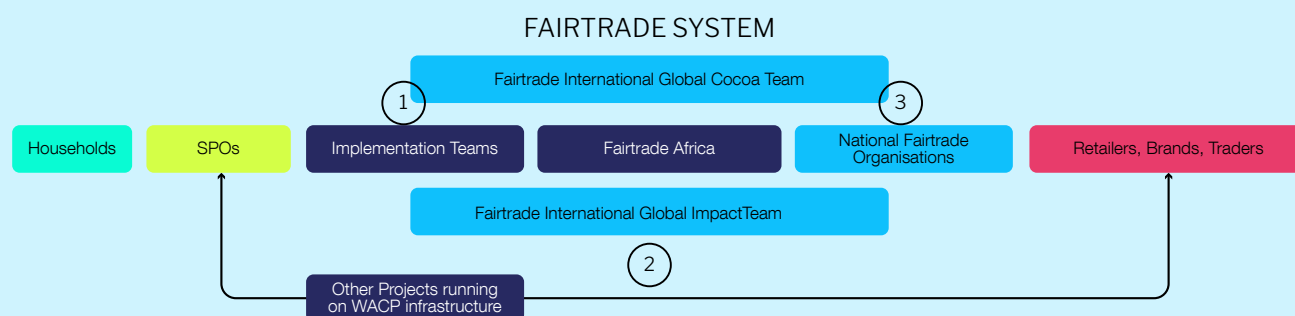 FAIRTRADE SYSTEM
Fairtrade International Global Cocoa Team
1
3
Households
SPOs
Implementation Teams
Fairtrade Africa
National Fairtrade
Organisations
Retailers, Brands, Traders
Fairtrade International Global ImpactTeam
2
Other Projects running
on WACP infrastructure